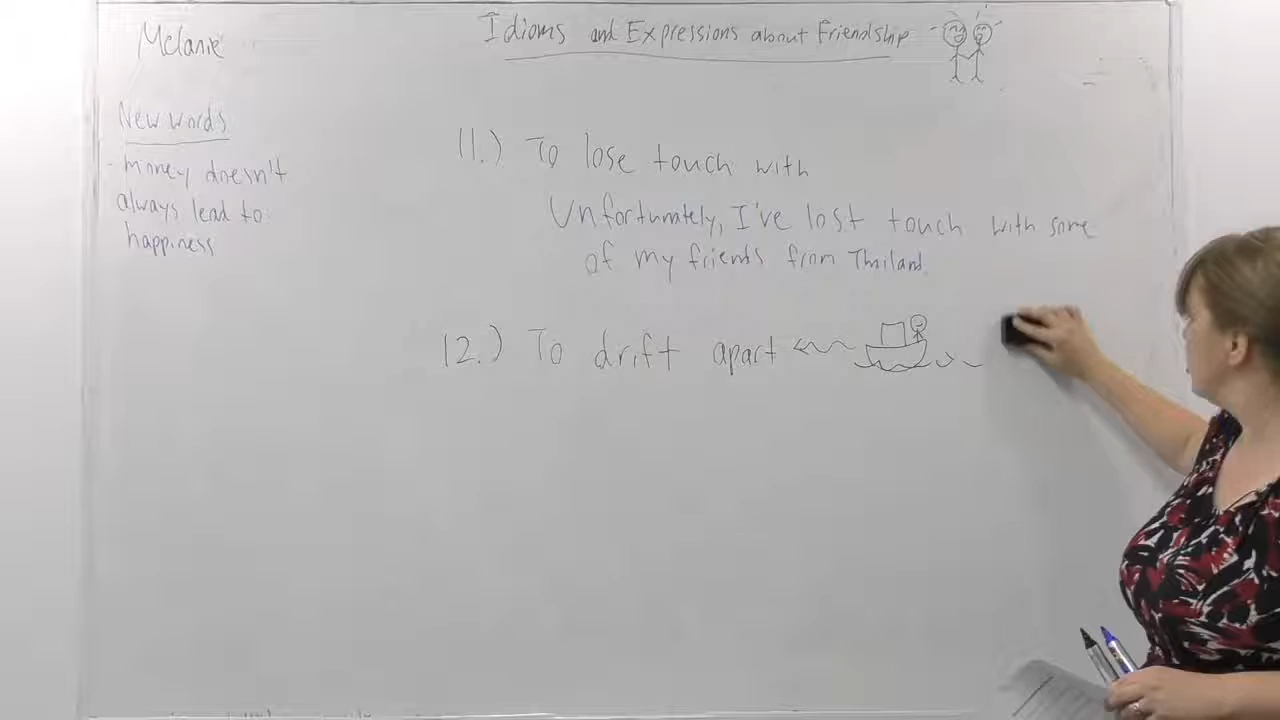 Melanie
Idioms and Expressions about Friendship
New words
- money doesn't
always lead to
happiness
11.) To lose touch with
Unfortunately, I've lost touch with some
of my friends from Thailand.
12.) To drift apart